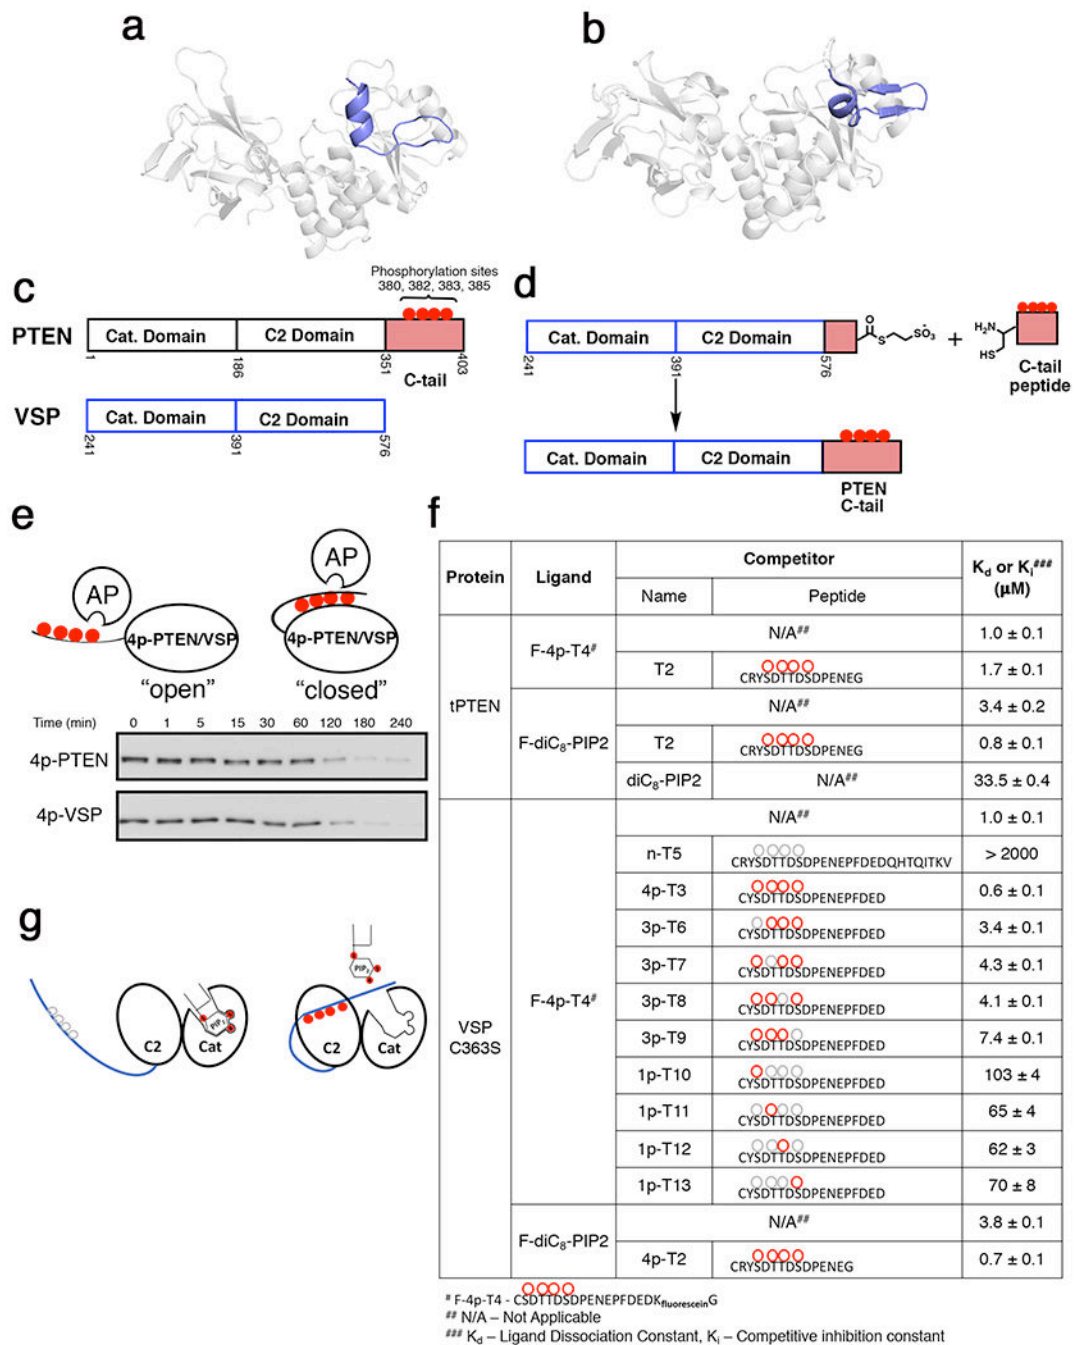 a
b
c
Phosphorylation sites
380, 382, 383, 385
PTEN
Cat. Domain
C2 Domain
1
186
351
403
C-tail
VSP
Cat. Domain
C2 Domain
241
391
576
d
Cat. Domain
C2 Domain
241
391
576
O
S
SO3-
+
H2N
HS
C-tail
peptide
Cat. Domain
C2 Domain
PTEN
C-tail
e
AP
4p-PTEN/VSP
"open"
AP
4p-PTEN/VSP
"closed"
Time (min) 0 1 5 15 30 60 120 180 240
4p-PTEN
4p-VSP
f
Protein Ligand Competitor Kd or Ki### (μM)
Name Peptide
tPTEN F-4p-T4# N/A## 1.0 ± 0.1
T2 CRYSDTTDSDPENEG 1.7 ± 0.1
F-diC8-PIP2 N/A## 3.4 ± 0.2
T2 CRYSDTTDSDPENEG 0.8 ± 0.1
diC8-PIP2 N/A## 33.5 ± 0.4
VSP C363S F-4p-T4# N/A## 1.0 ± 0.1
n-T5 CRYSDTTDSDPENEPFDEDQHTQITKV > 2000
4p-T3 CYSDTTDSDPENEPFDED 0.6 ± 0.1
3p-T6 CYSDTTDSDPENEPFDED 3.4 ± 0.1
3p-T7 CYSDTTDSDPENEPFDED 4.3 ± 0.1
3p-T8 CYSDTTDSDPENEPFDED 4.1 ± 0.1
3p-T9 CYSDTTDSDPENEPFDED 7.4 ± 0.1
1p-T10 CYSDTTDSDPENEPFDED 103 ± 4
1p-T11 CYSDTTDSDPENEPFDED 65 ± 4
1p-T12 CYSDTTDSDPENEPFDED 62 ± 3
1p-T13 CYSDTTDSDPENEPFDED 70 ± 8
F-diC8-PIP2 N/A## 3.8 ± 0.1
4p-T2 CRYSDTTDSDPENEG 0.7 ± 0.1
# F-4p-T4 - CSDTTDSDPENEPFDEDKfluoresceinG
## N/A – Not Applicable
### Kd – Ligand Dissociation Constant, Ki – Competitive inhibition constant
g
C2
Cat
PIP2
PIP2
C2
Cat